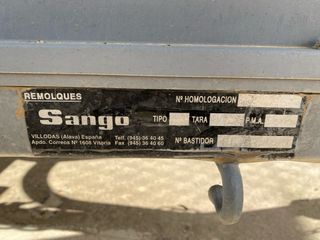 REMOLQUES
Sango
VILLODAS (Alava) España
Apdo. Correos Nº 1608 Vitoria
Telf. (945) 36 40 45
Fax (945) 36 40 60
Nº HOMOLOGACION
TIPO TARA P.M.A.
Nº BASTIDOR